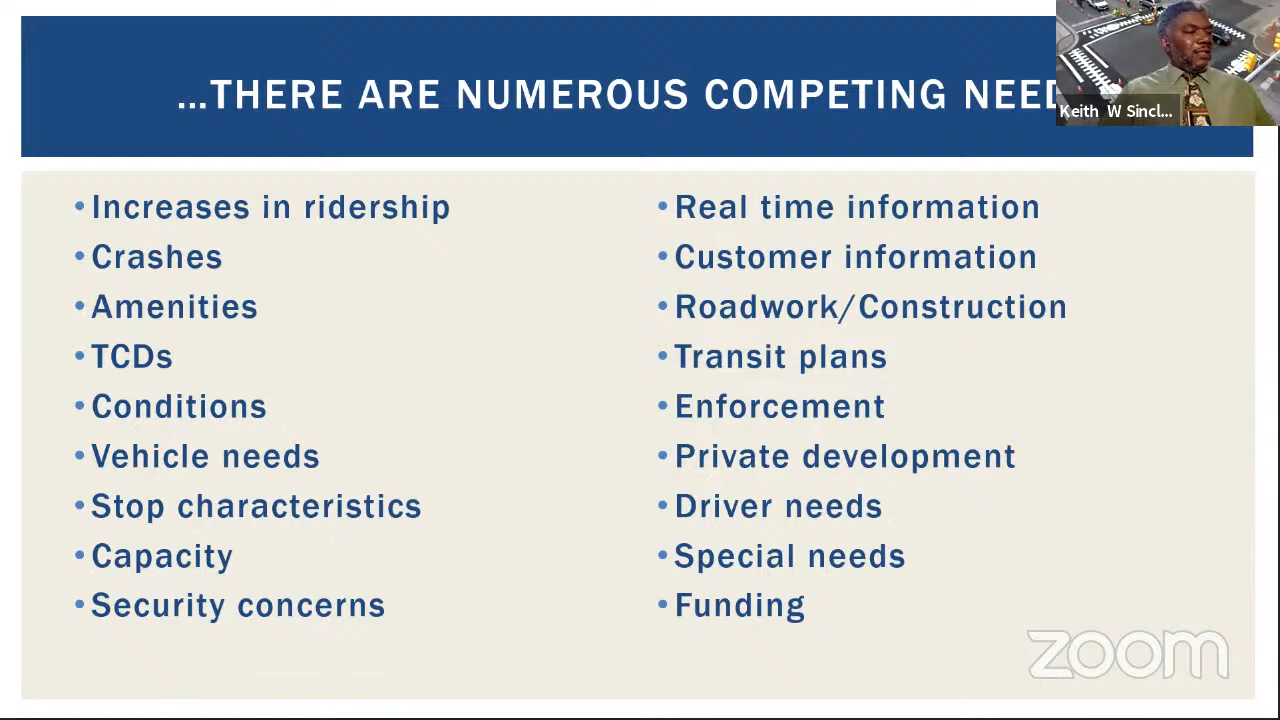 ...THERE ARE NUMEROUS COMPETING NEED
Keith W Sincl...
•Increases in ridership
•Crashes
•Amenities
•TCDs
•Conditions
•Vehicle needs
•Stop characteristics
•Capacity
•Security concerns
•Real time information
•Customer information
•Roadwork/Construction
•Transit plans
•Enforcement
•Private development
•Driver needs
•Special needs
•Funding
zoom